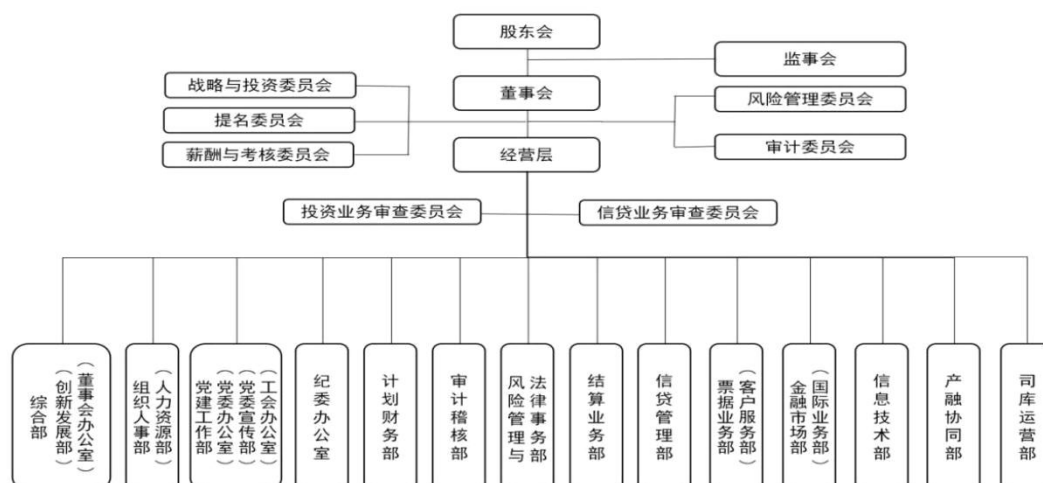 股东会
监事会
战略与投资委员会
董事会
风险管理委员会
提名委员会
薪酬与考核委员会
经营层
审计委员会
投资业务审查委员会
信贷业务审查委员会
综合部
（创新发展部）
（董事会办公室）
组织人事部
（人力资源部）
党建工作部
（党委办公室）
（党委宣传部）
（工会办公室）
纪委办公室
计划财务部
审计稽核部
风险管理与
法律事务部
结算业务部
信贷管理部
票据业务部
（客户服务部）
金融市场部
（国际业务部）
信息技术部
产融协同部
司库运营部